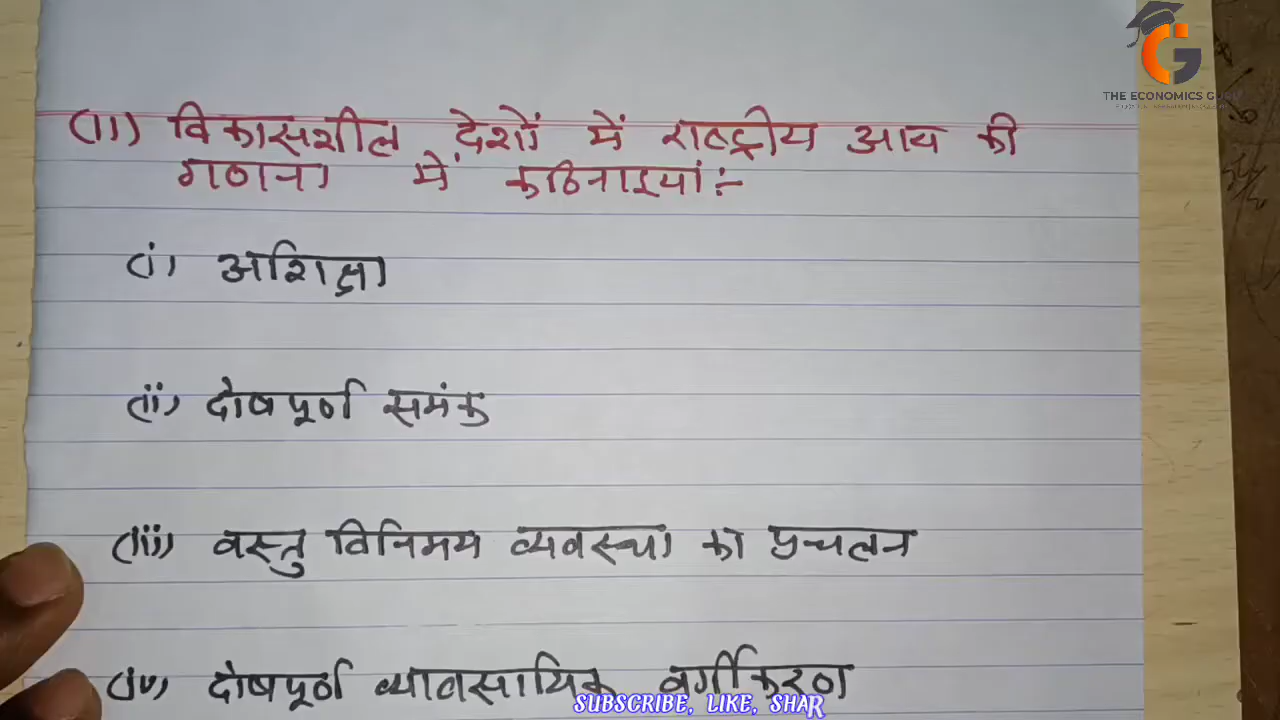 THE ECONOMICS GURU
(II) विकासशील देशों में राष्ट्रीय आय की
गणना में कठिनाइयां :-
(i) अशिक्षा
(ii) दोषपूर्ण समंक
(iii) वस्तु विनिमय व्यवस्था का प्रचलन
(iv) दोषपूर्ण व्यावसायिक वर्गीकरण
SUBSCRIBE, LIKE, SHAR